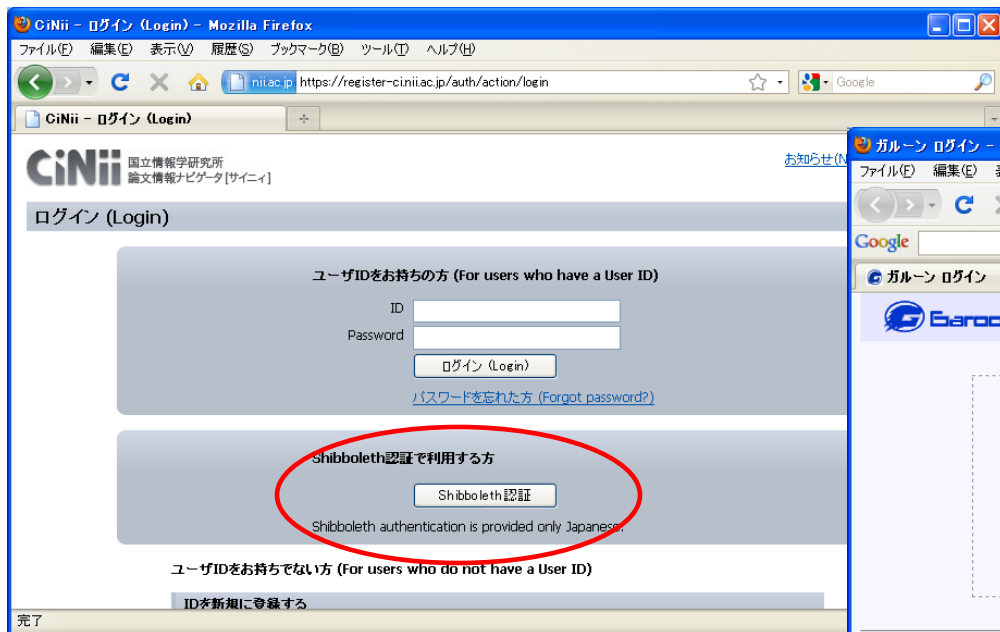 CiNii - ログイン (Login) - Mozilla Firefox
ファイル(F) 編集(E) 表示(V) 履歴(S) ブックマーク(B) ツール(T) ヘルプ(H)
nii.ac.jp https://register-ci.nii.ac.jp/auth/action/login
Google
CiNii - ログイン (Login)
CiNii 国立情報学研究所
論文情報ナビゲータ[サイニィ]
お知らせ(N
ログイン (Login)
ユーザIDをお持ちの方 (For users who have a User ID)
ID
Password
ログイン (Login)
パスワードを忘れた方 (Forgot password?)
Shibboleth認証で利用する方
Shibboleth認証
Shibboleth authentication is provided only Japanese.
ユーザIDをお持ちでない方 (For users who do not have a User ID)
IDを新規に登録する
完了
ガルーン ログイン -
ファイル(F) 編集(E)
Google
ガルーン ログイン
Garoo